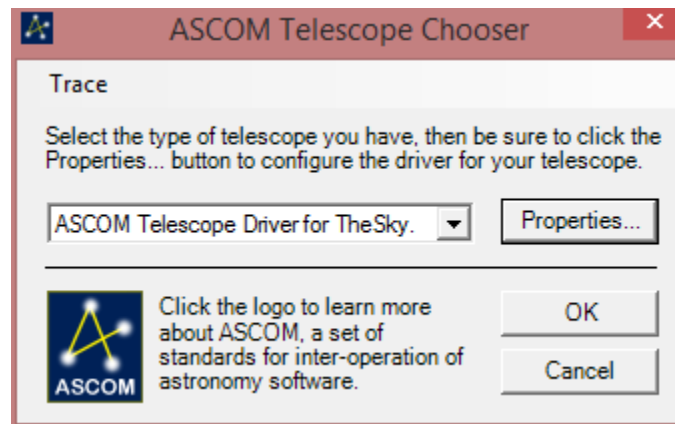 ASCOM Telescope Chooser
Trace
Select the type of telescope you have, then be sure to click the
Properties... button to configure the driver for your telescope.
ASCOM Telescope Driver for TheSky.
Properties...
Click the logo to learn more
about ASCOM, a set of
standards for inter-operation of
astronomy software.
ASCOM
OK
Cancel